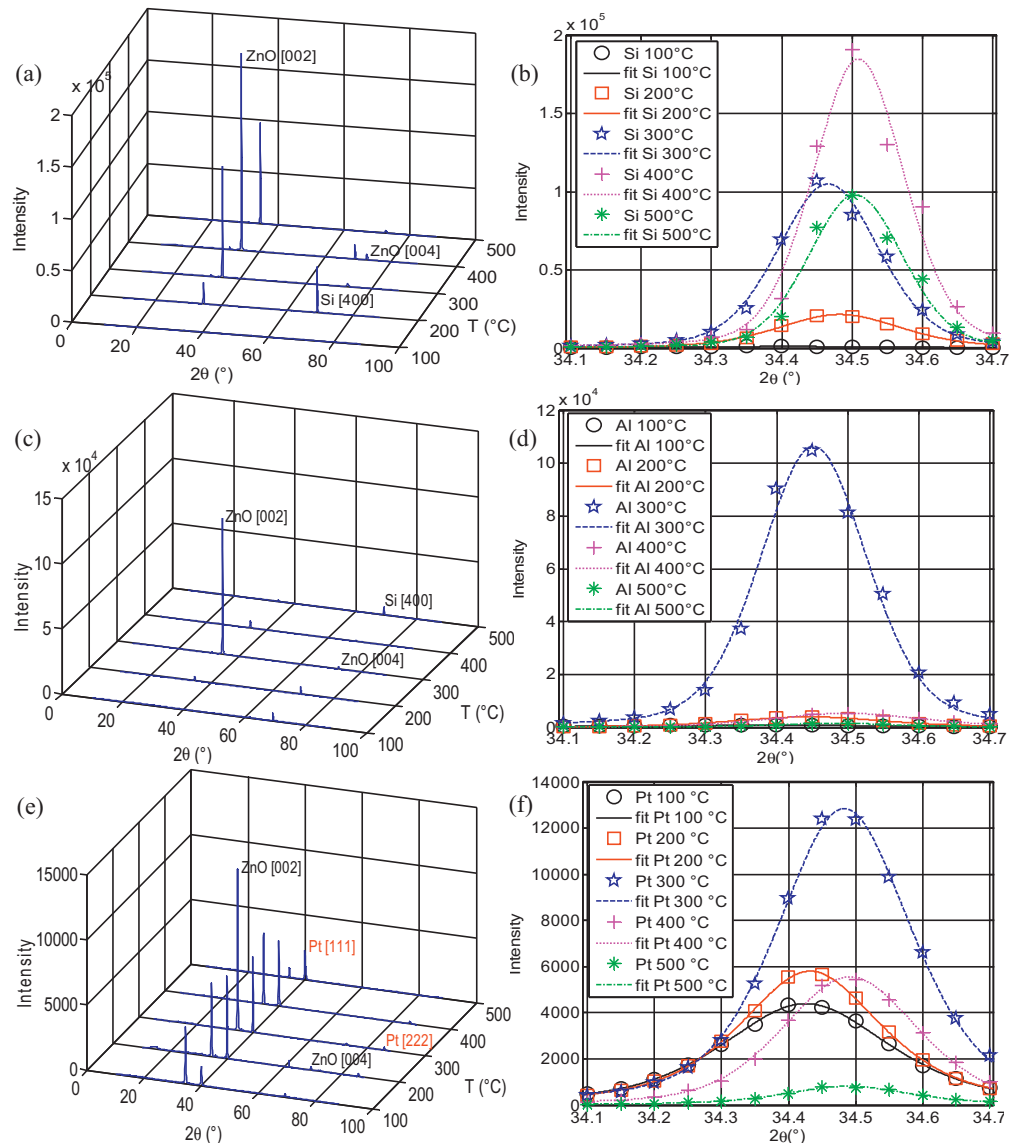 (a)
x 10^5
2
1.5
1
0.5
0
Intensity
ZnO [002]
ZnO [004]
Si [400]
0
20
40
60
80
100
2θ (°)
100
200
300
400
500
T (°C)
(b)
x 10^5
2
1.5
1
0.5
0
Intensity
Si 100°C
fit Si 100°C
Si 200°C
fit Si 200°C
Si 300°C
fit Si 300°C
Si 400°C
fit Si 400°C
Si 500°C
fit Si 500°C
34.1 34.2 34.3 34.4 34.5 34.6 34.7
2θ (°)
(c)
x 10^4
15
10
5
0
Intensity
ZnO [002]
Si [400]
ZnO [004]
0
20
40
60
80
100
2θ(°)
100
200
300
400
500
T (°C)
(d)
x 10^4
12
10
8
6
4
2
0
Intensity
Al 100°C
fit Al 100°C
Al 200°C
fit Al 200°C
Al 300°C
fit Al 300°C
Al 400°C
fit Al 400°C
Al 500°C
fit Al 500°C
34.1 34.2 34.3 34.4 34.5 34.6 34.7
2θ(°)
(e)
15000
10000
5000
0
Intensity
ZnO [002]
Pt [111]
Pt [222]
ZnO [004]
0
20
40
60
80
100
2θ (°)
100
200
300
400
500
T (°C)
(f)
14000
12000
10000
8000
6000
4000
2000
0
Intensity
Pt 100 °C
fit Pt 100 °C
Pt 200 °C
fit Pt 200 °C
Pt 300 °C
fit Pt 300 °C
Pt 400 °C
fit Pt 400 °C
Pt 500 °C
fit Pt 500 °C
34.1 34.2 34.3 34.4 34.5 34.6 34.7
2θ (°)